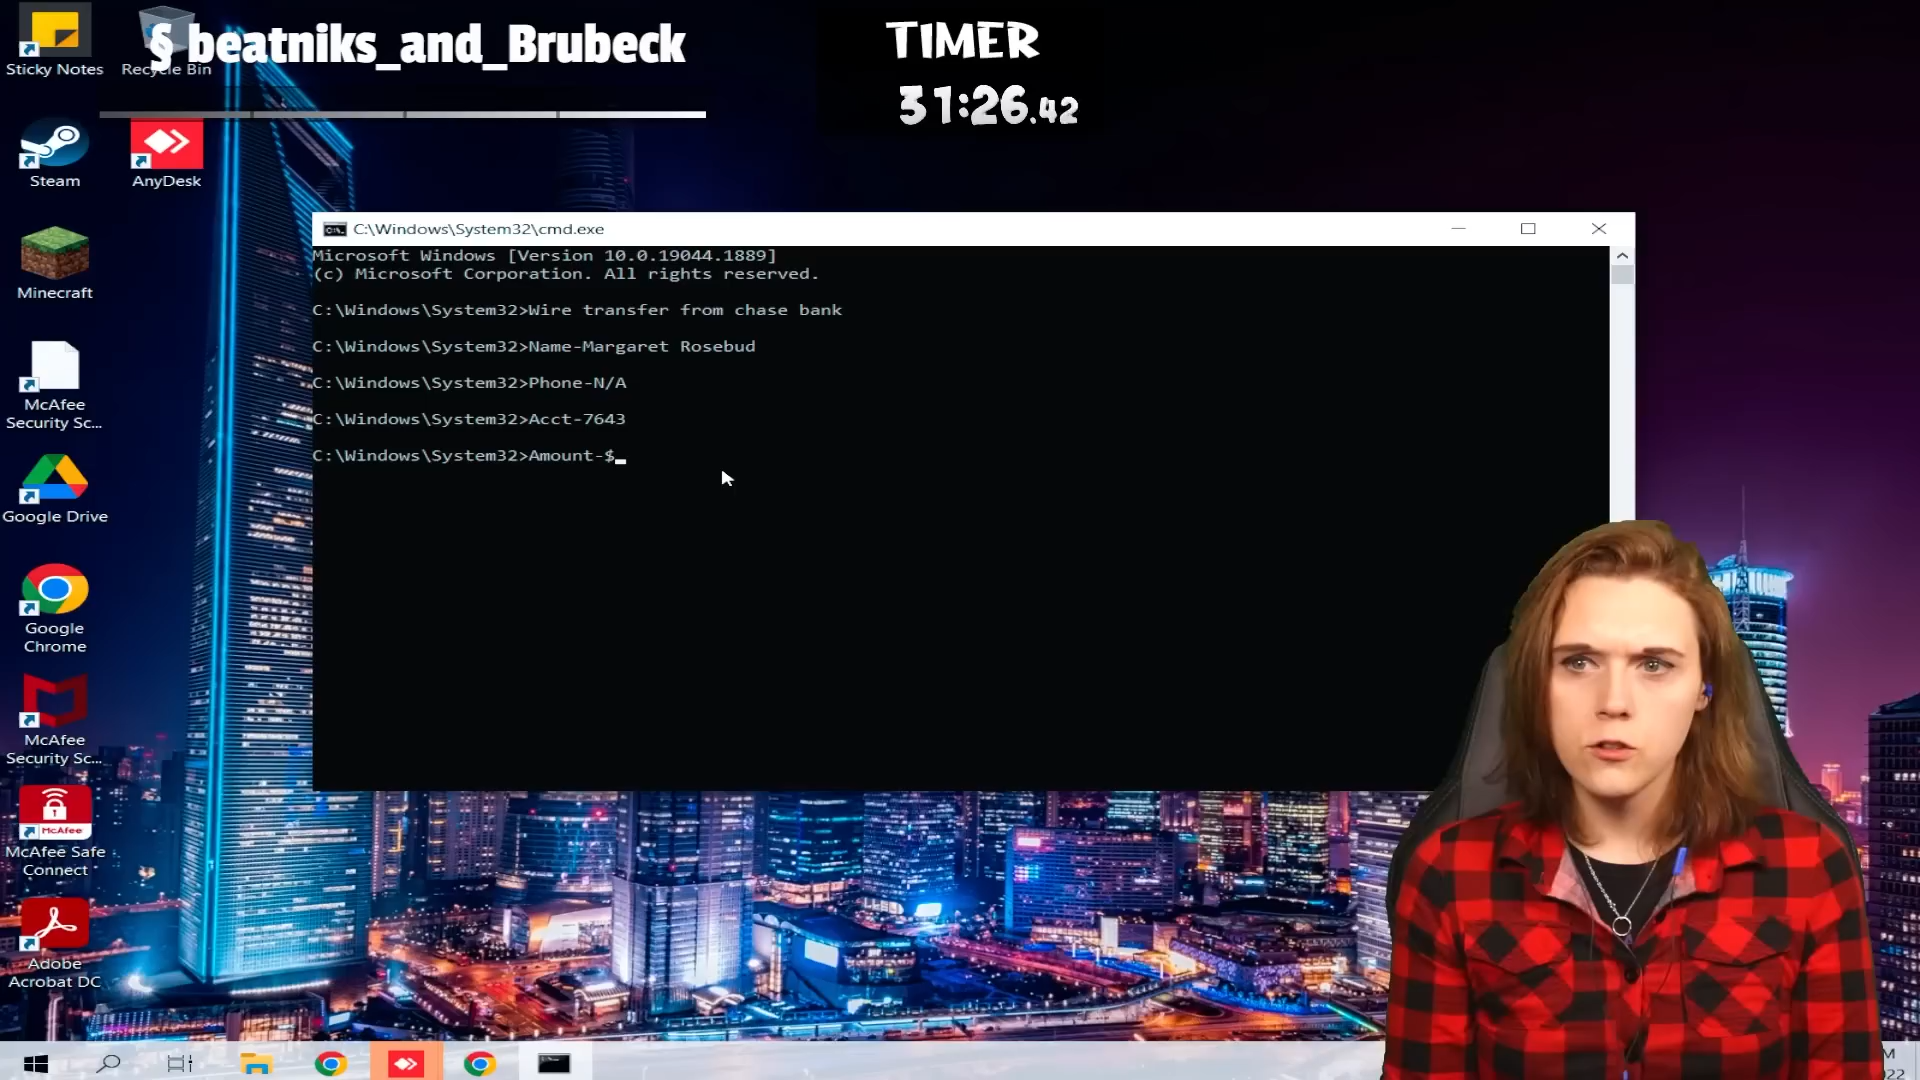 § beatniks_and_Brubeck
TIMER
31:26.42
Sticky Notes
Recycle Bin
Steam
AnyDesk
Minecraft
McAfee
Security Sc...
Google Drive
Google
Chrome
McAfee
Security Sc...
McAfee
McAfee Safe
Connect
Adobe
Acrobat DC
C:\Windows\System32\cmd.exe
Microsoft Windows [Version 10.0.19044.1889]
(c) Microsoft Corporation. All rights reserved.
C:\Windows\System32>Wire transfer from chase bank
C:\Windows\System32>Name-Margaret Rosebud
C:\Windows\System32>Phone-N/A
C:\Windows\System32>Acct-7643
C:\Windows\System32>Amount-$_